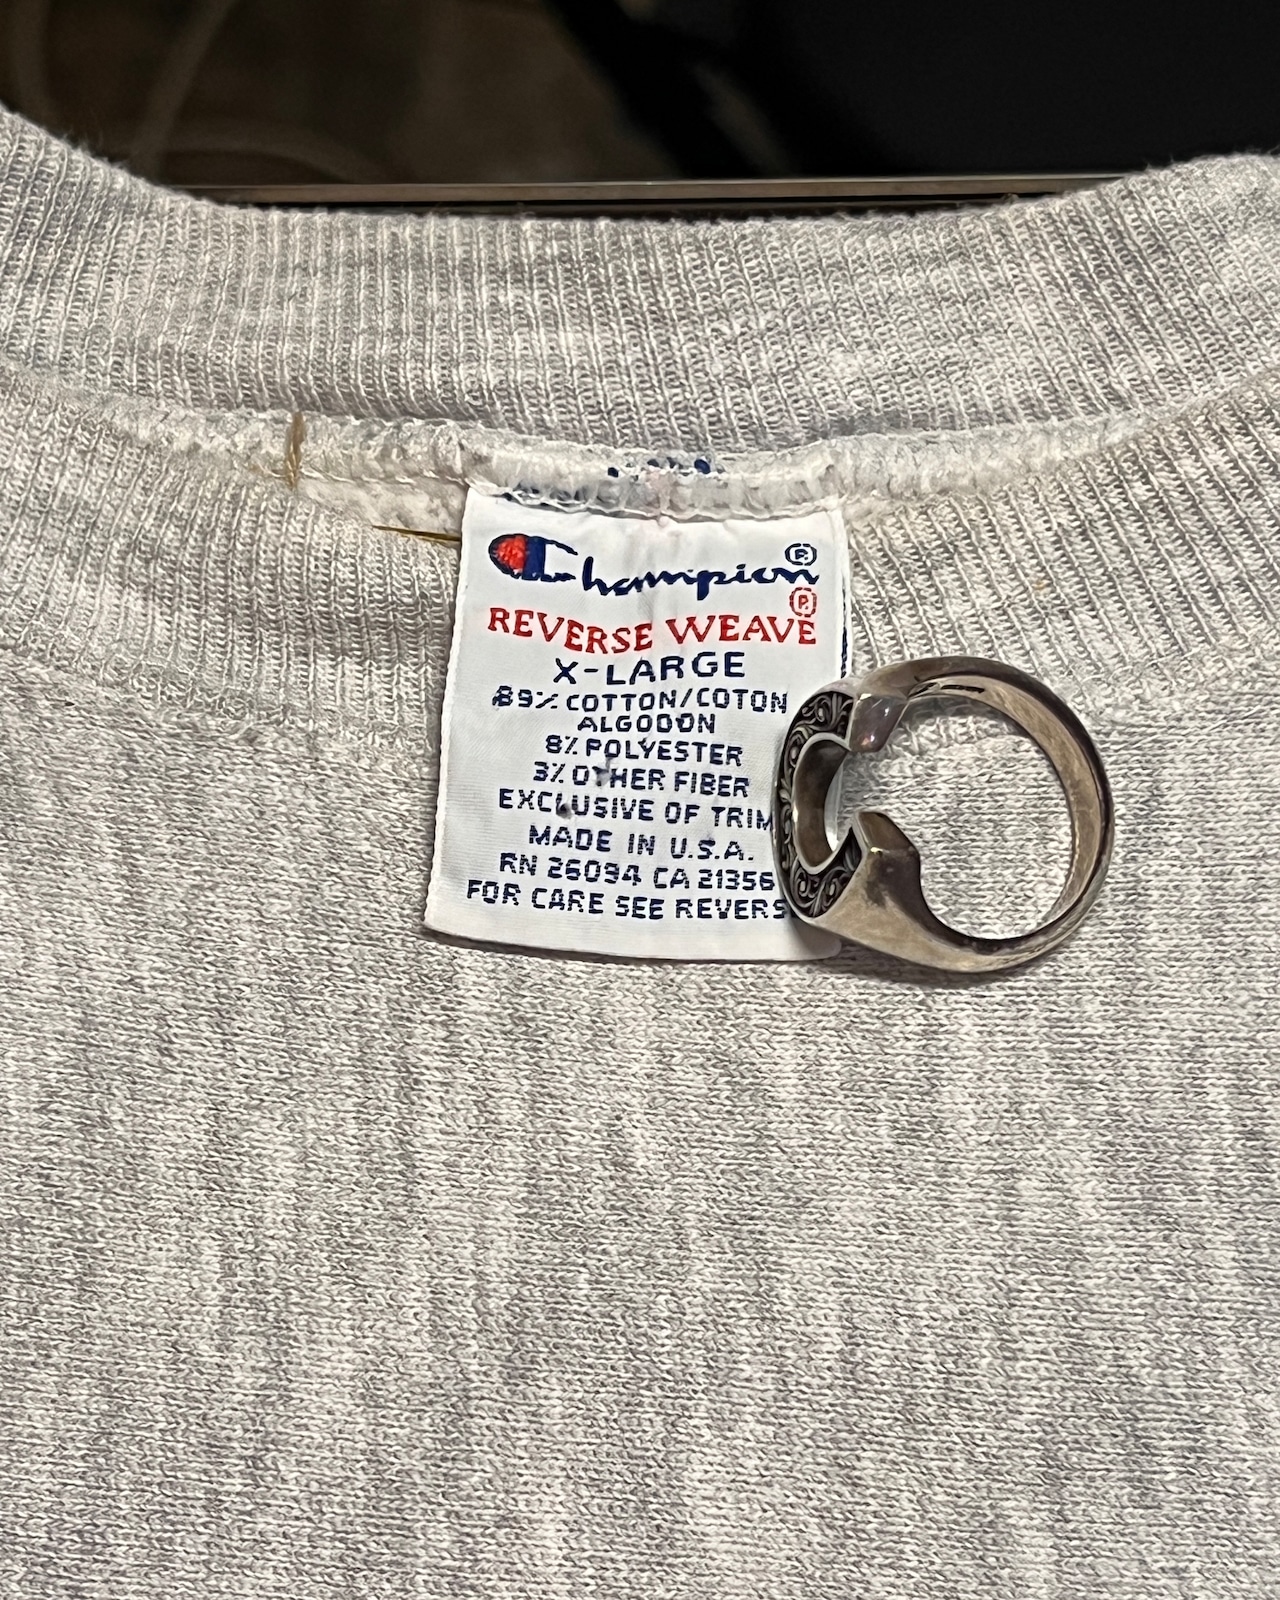 Champion®
REVERSE WEAVE®
X-LARGE
89% COTTON/COTON
ALGODON
8% POLYESTER
3% OTHER FIBER
EXCLUSIVE OF TRIM
MADE IN U.S.A.
RN 26094 CA 21356
FOR CARE SEE REVERS